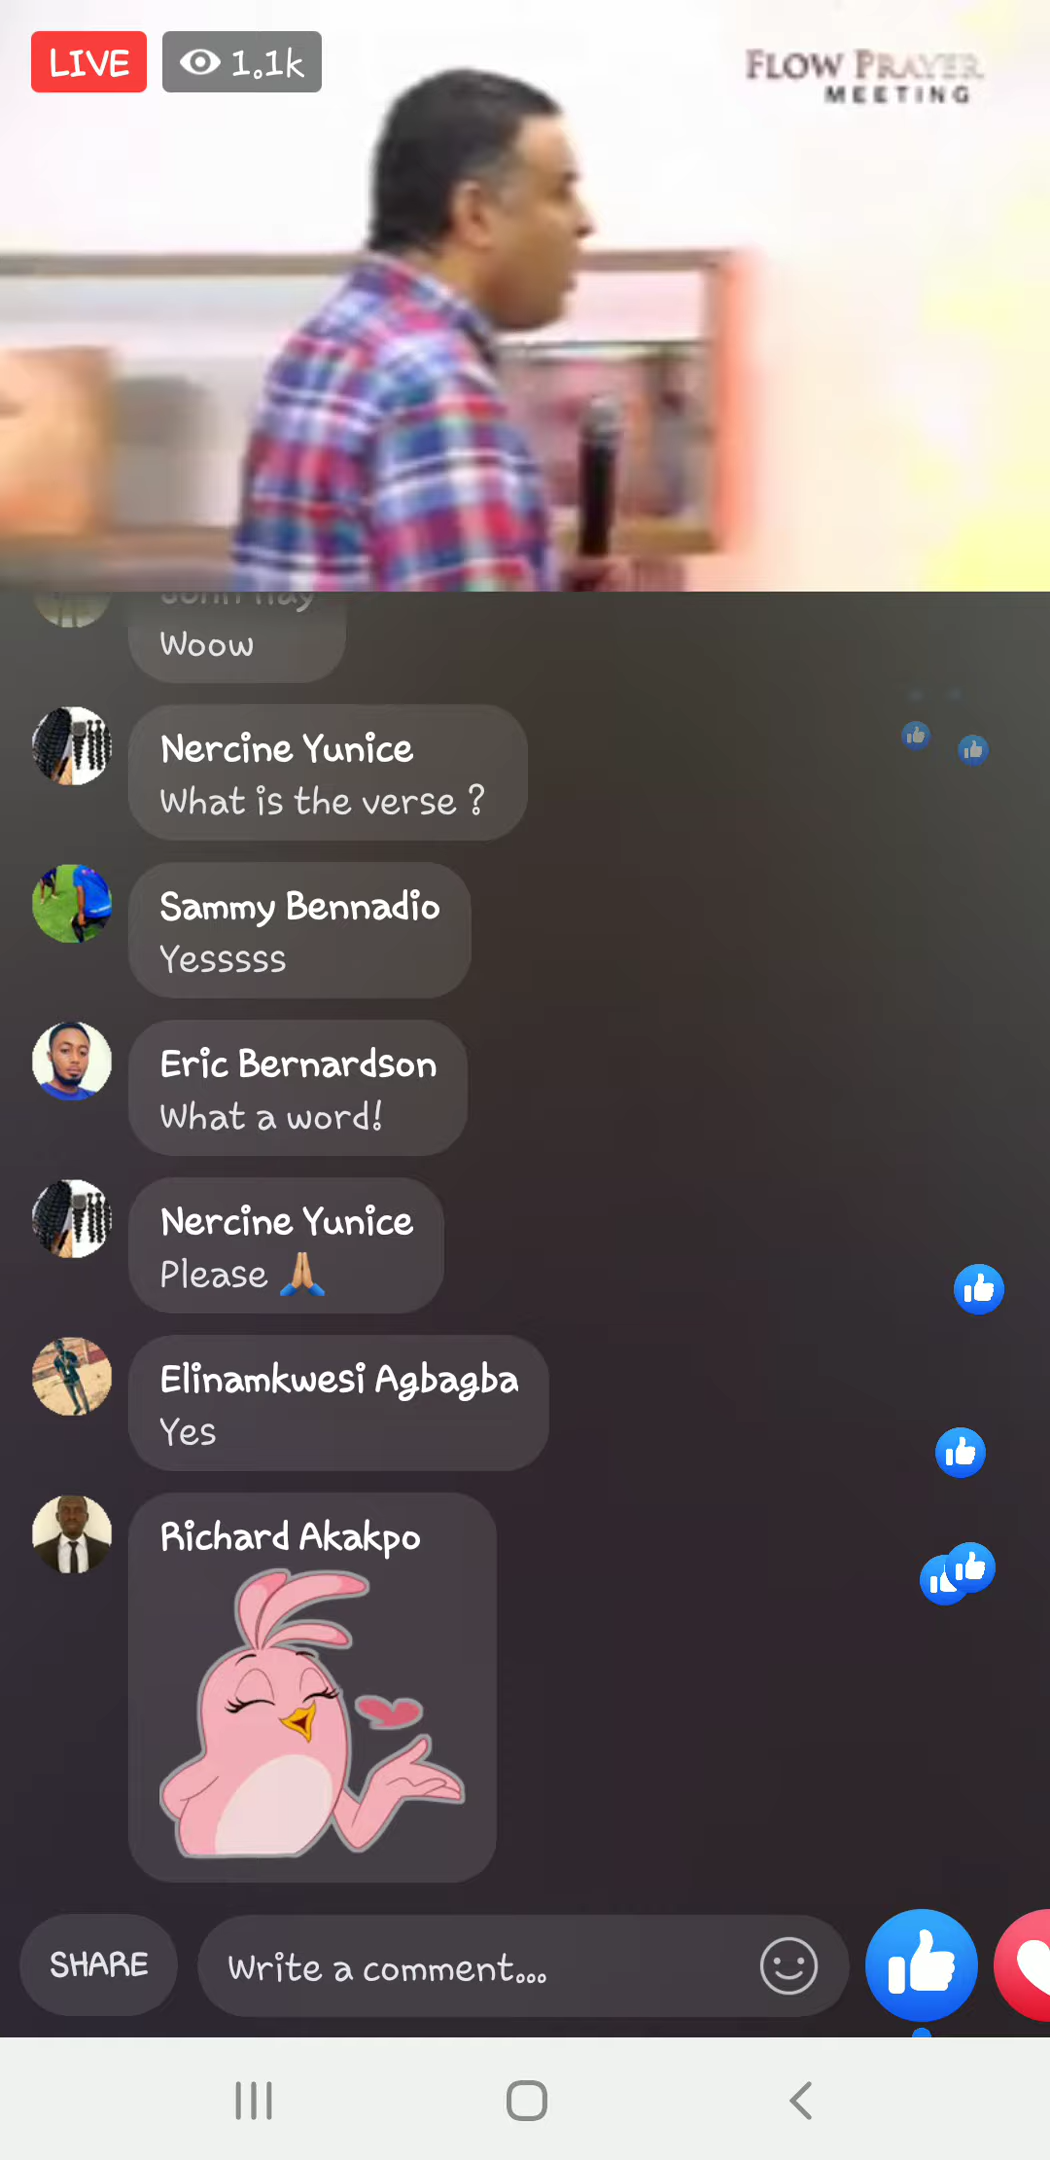 LIVE
1.1k
FLOW PRAYER
MEETING
Woow
Nercine Yunice
What is the verse ?
Sammy Bennadio
Yesssss
Eric Bernardson
What a word!
Nercine Yunice
Please 🙏
Elinamkwesi Agbagba
Yes
Richard Akakpo
SHARE
Write a comment...